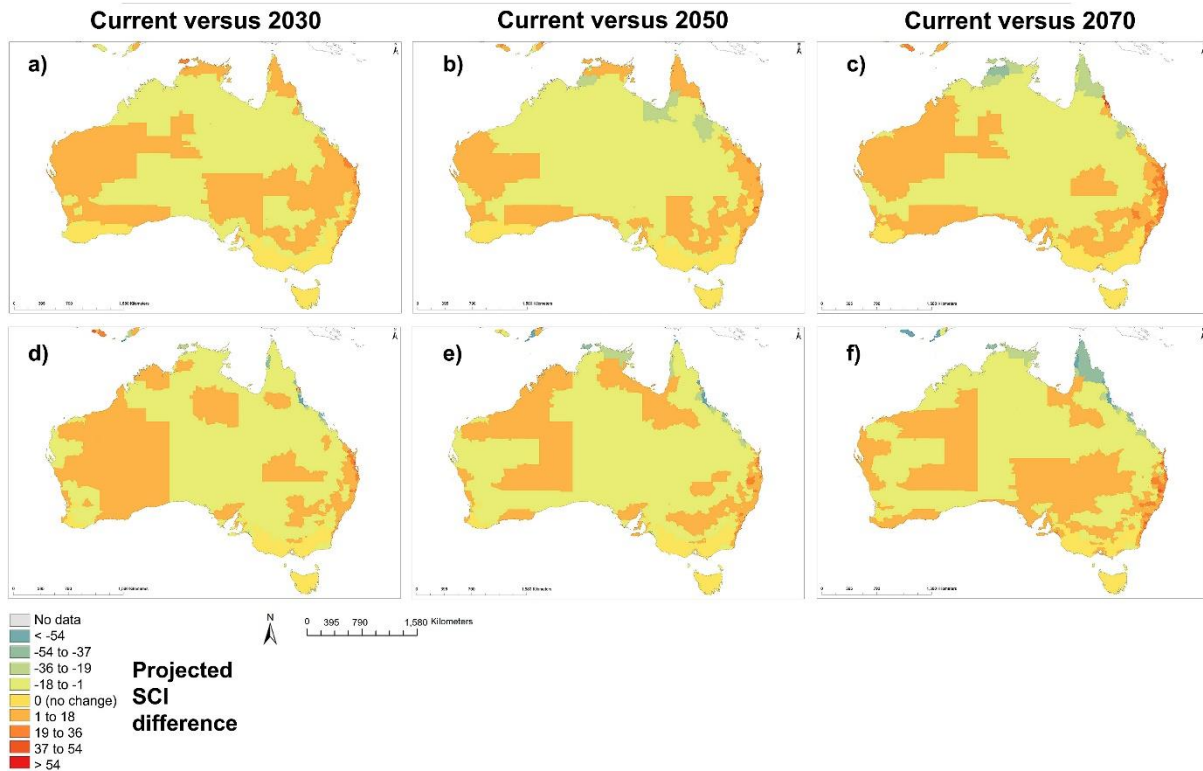 Current versus 2030
Current versus 2050
Current versus 2070
a)
b)
c)
d)
e)
f)
No data
< -54
-54 to -37
-36 to -19
-18 to -1
0 (no change)
1 to 18
19 to 36
37 to 54
> 54
Projected
SCI
difference
N
0 395 790 1,580 Kilometers